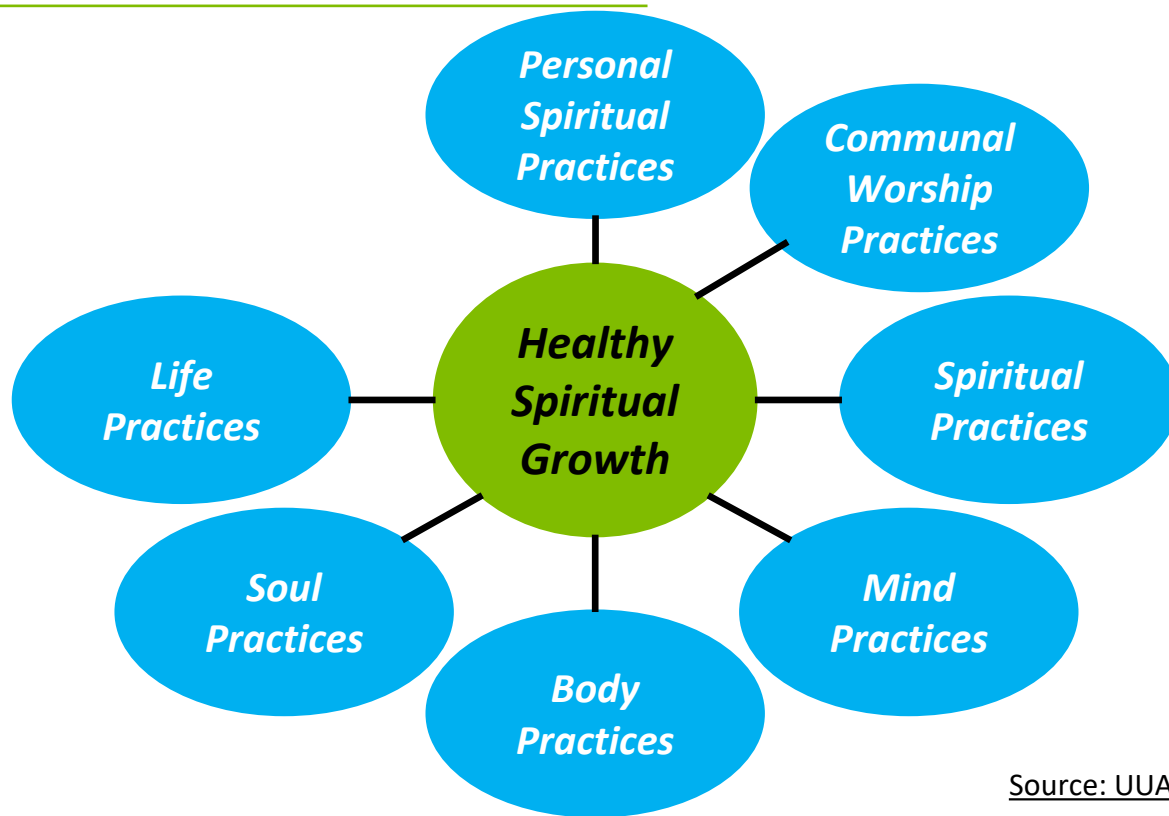 Personal
Spiritual
Practices
Communal
Worship
Practices
Healthy
Spiritual
Growth
Life
Practices
Spiritual
Practices
Soul
Practices
Mind
Practices
Body
Practices
Source: UUA